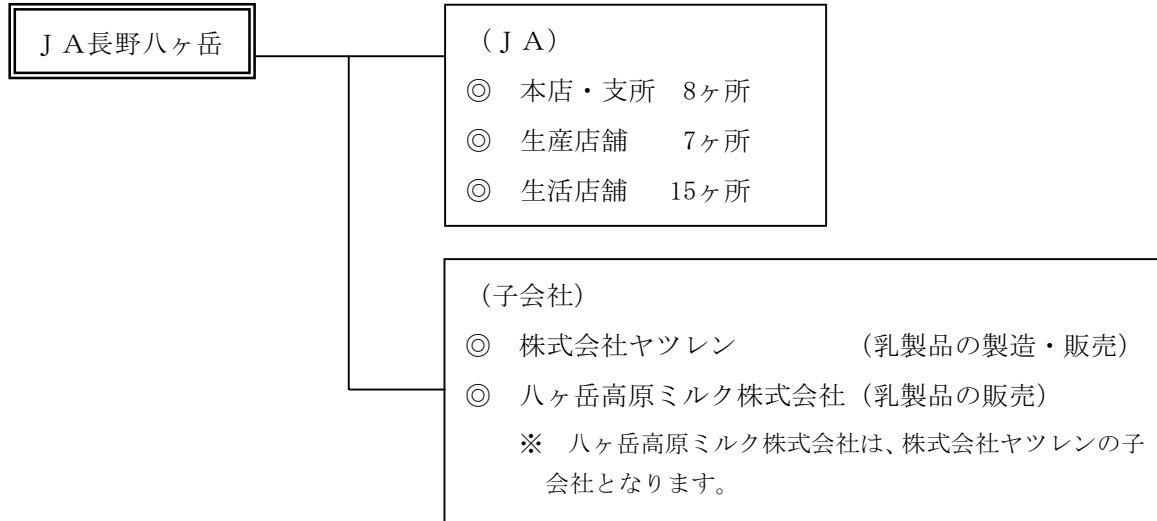 ＪＡ長野八ヶ岳
（ＪＡ）
◎　本店・支所　8ヶ所
◎　生産店舗　　7ヶ所
◎　生活店舗　 15ヶ所
（子会社）
◎　株式会社ヤツレン　　　　（乳製品の製造・販売）
◎　八ヶ岳高原ミルク株式会社（乳製品の販売）
※　八ヶ岳高原ミルク株式会社は、株式会社ヤツレンの子
会社となります。